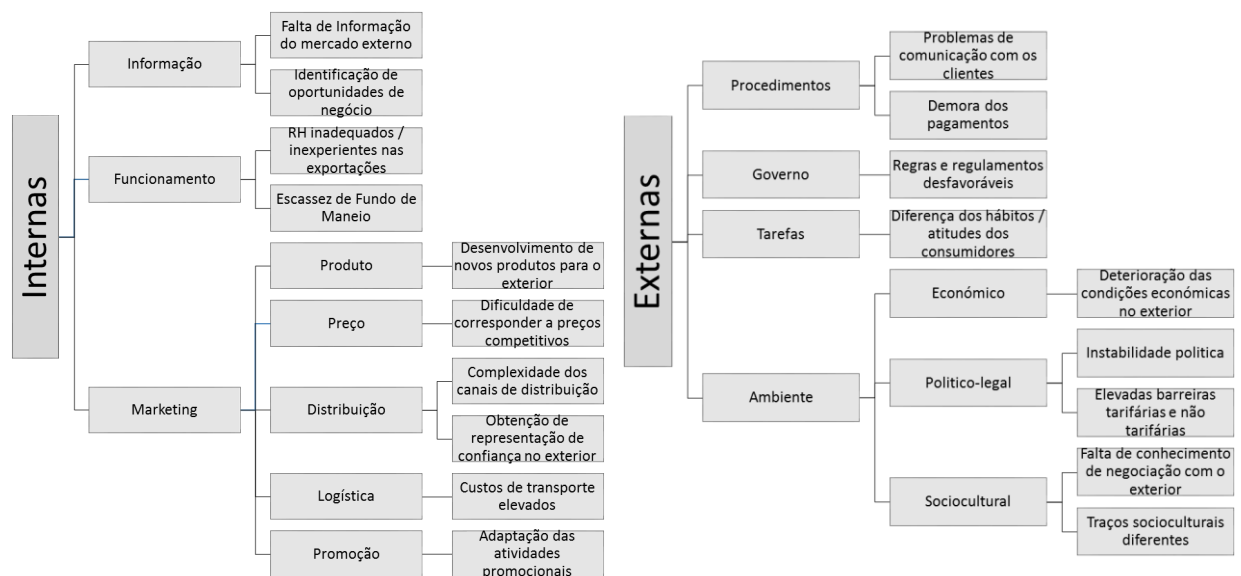 Internas
Informação
Falta de Informação
do mercado externo
Identificação de
oportunidades de
negócio
Funcionamento
RH inadequados /
inexperientes nas
exportações
Escassez de Fundo de
Maneio
Marketing
Produto
Desenvolvimento de
novos produtos para o
exterior
Preço
Dificuldade de
corresponder a preços
competitivos
Distribuição
Complexidade dos
canais de distribuição
Obtenção de
representação de
confiança no exterior
Logística
Custos de transporte
elevados
Promoção
Adaptação das
atividades
promocionais
Externas
Procedimentos
Problemas de
comunicação com os
clientes
Demora dos
pagamentos
Governo
Regras e regulamentos
desfavoráveis
Tarefas
Diferença dos hábitos /
atitudes dos
consumidores
Ambiente
Económico
Deterioração das
condições económicas
no exterior
Politico-legal
Instabilidade politica
Elevadas barreiras
tarifárias e não
tarifárias
Sociocultural
Falta de conhecimento
de negociação com o
exterior
Traços socioculturais
diferentes